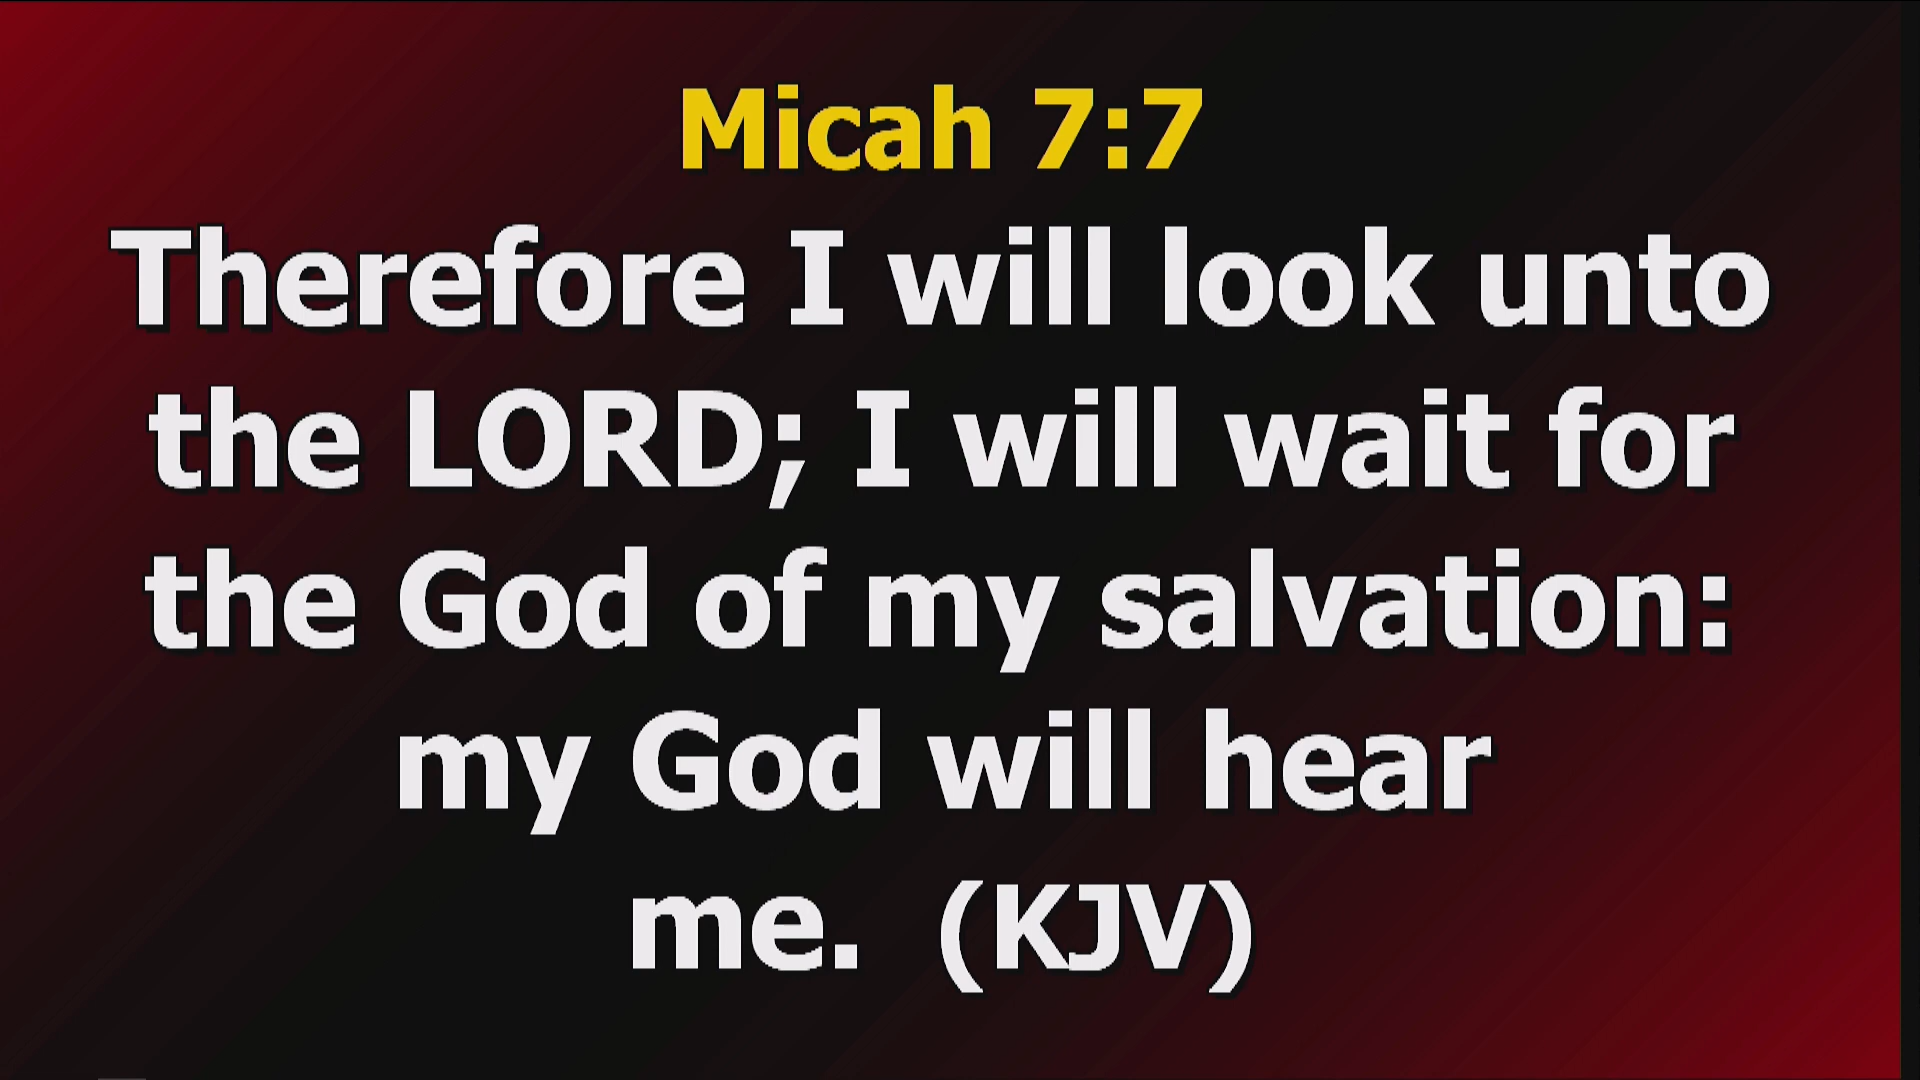 Micah 7:7
Therefore I will look unto
the LORD; I will wait for
the God of my salvation:
my God will hear
me.  (KJV)